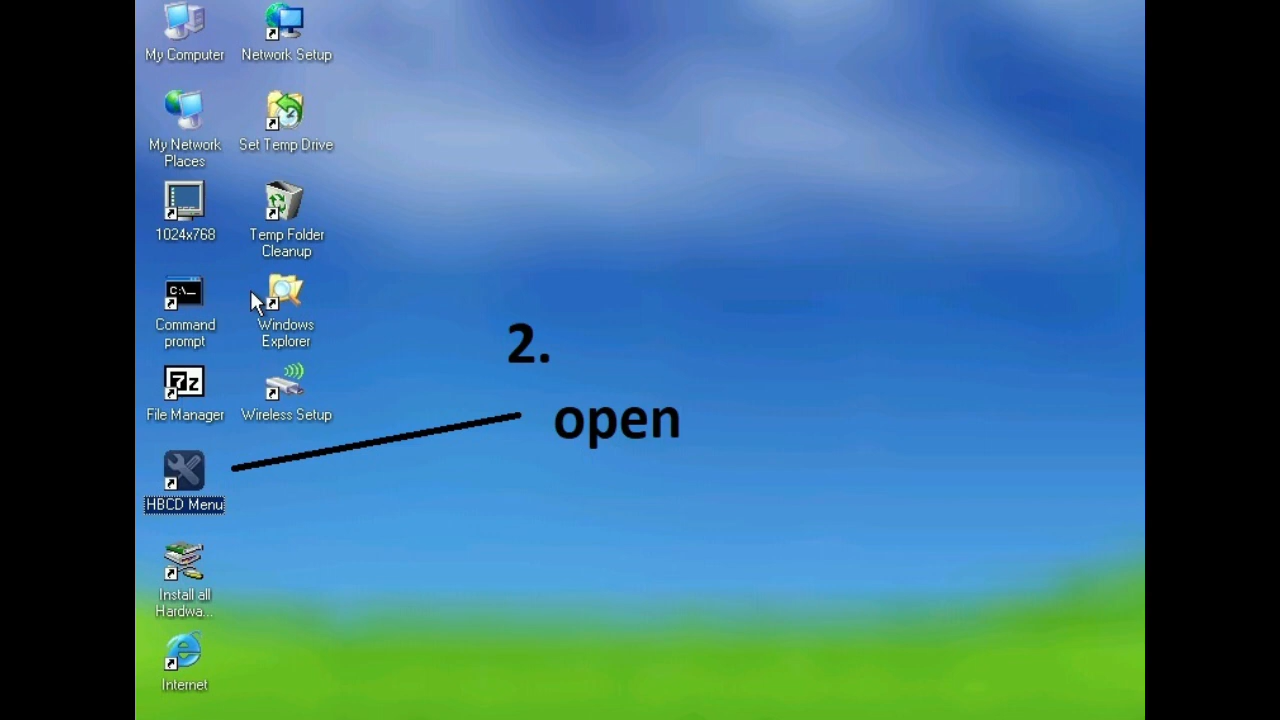 My Computer
Network Setup
My Network
Places
Set Temp Drive
1024x768
Temp Folder
Cleanup
C:\_
Command
prompt
Windows
Explorer
2.
7z
File Manager
Wireless Setup
open
HBCD Menu
Install all
Hardwa...
Internet